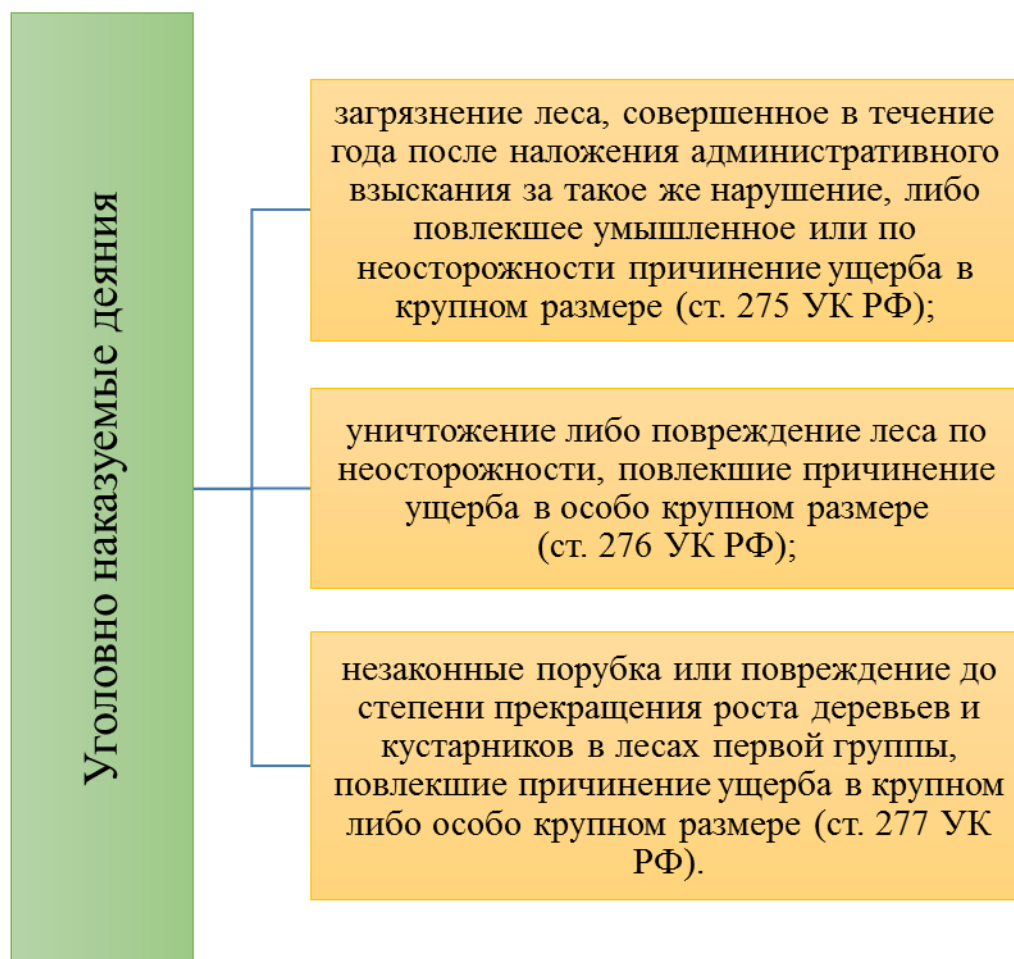 Уголовно наказуемые деяния
загрязнение леса, совершенное в течение
года после наложения административного
взыскания за такое же нарушение, либо
повлекшее умышленное или по
неосторожности причинение ущерба в
крупном размере (ст. 275 УК РФ);
уничтожение либо повреждение леса по
неосторожности, повлекшие причинение
ущерба в особо крупном размере
(ст. 276 УК РФ);
незаконные порубка или повреждение до
степени прекращения роста деревьев и
кустарников в лесах первой группы,
повлекшие причинение ущерба в крупном
либо особо крупном размере (ст. 277 УК
РФ).